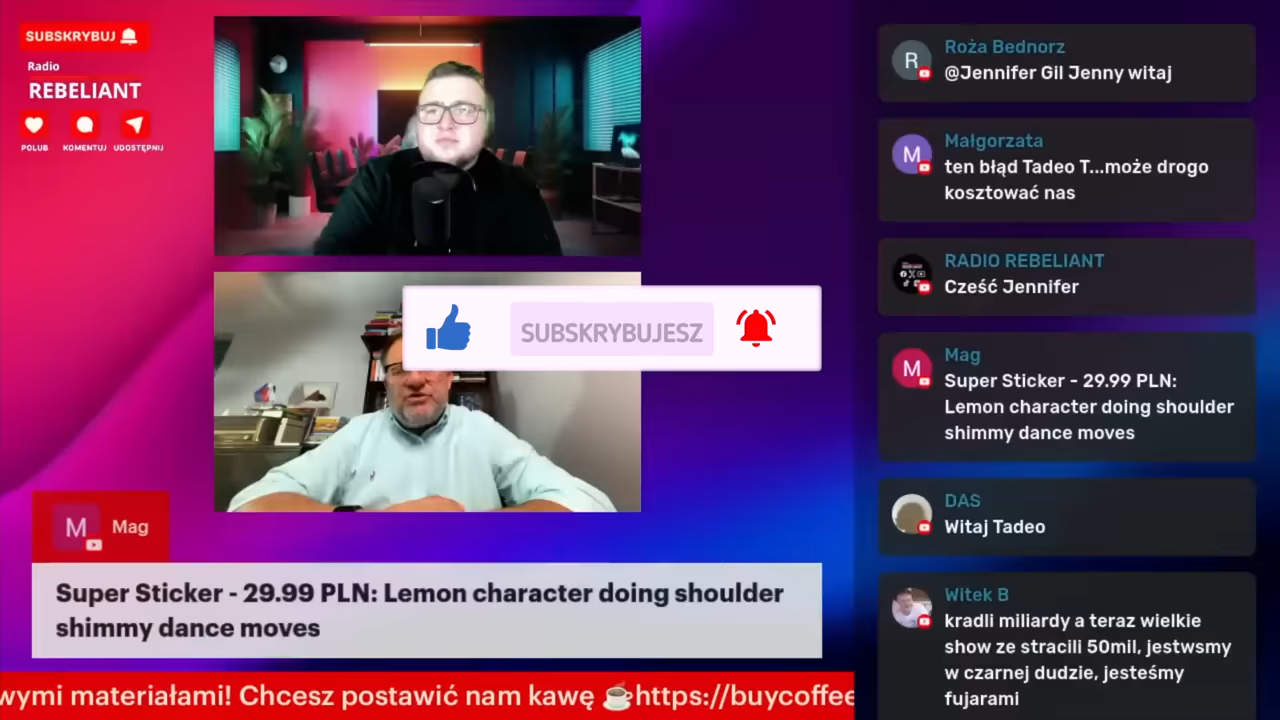 SUBSKRYBUJ
Radio
REBELIANT
POLUB
KOMENTUJ
UDOSTĘPNIJ
SUBSKRYBUJESZ
M
Mag
Super Sticker - 29.99 PLN: Lemon character doing shoulder
shimmy dance moves
wymi materiałami! Chcesz postawić nam kawę ☕https://buycoffee
R
Roża Bednorz
@Jennifer Gil Jenny witaj
M
Małgorzata
ten błąd Tadeo T...może drogo
kosztować nas
RADIO REBELIANT
Cześć Jennifer
M
Mag
Super Sticker - 29.99 PLN:
Lemon character doing shoulder
shimmy dance moves
DAS
Witaj Tadeo
Witek B
kradli miliardy a teraz wielkie
show ze stracili 50mil, jestwsmy
w czarnej dudzie, jesteśmy
fujarami